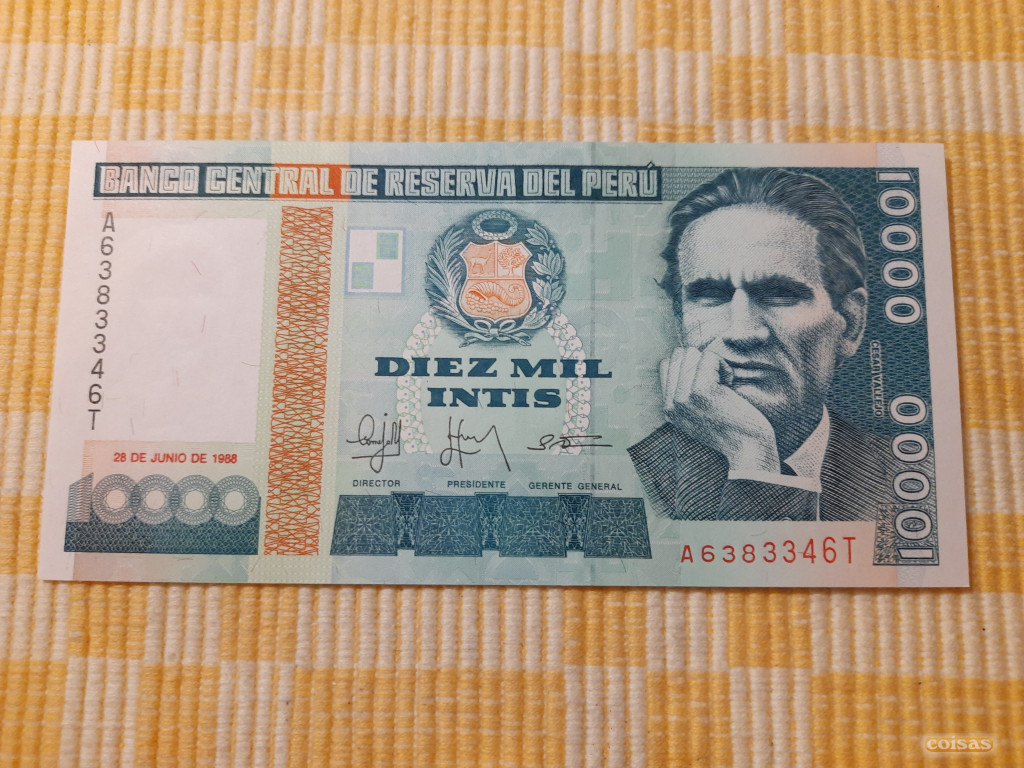 BANCO CENTRAL DE RESERVA DEL PERÚ
A6383346T
10000
DIEZ MIL
INTIS
CESAR VALLEJO
10000
28 DE JUNIO DE 1988
10000
DIRECTOR PRESIDENTE GERENTE GENERAL
A6383346T
coisas